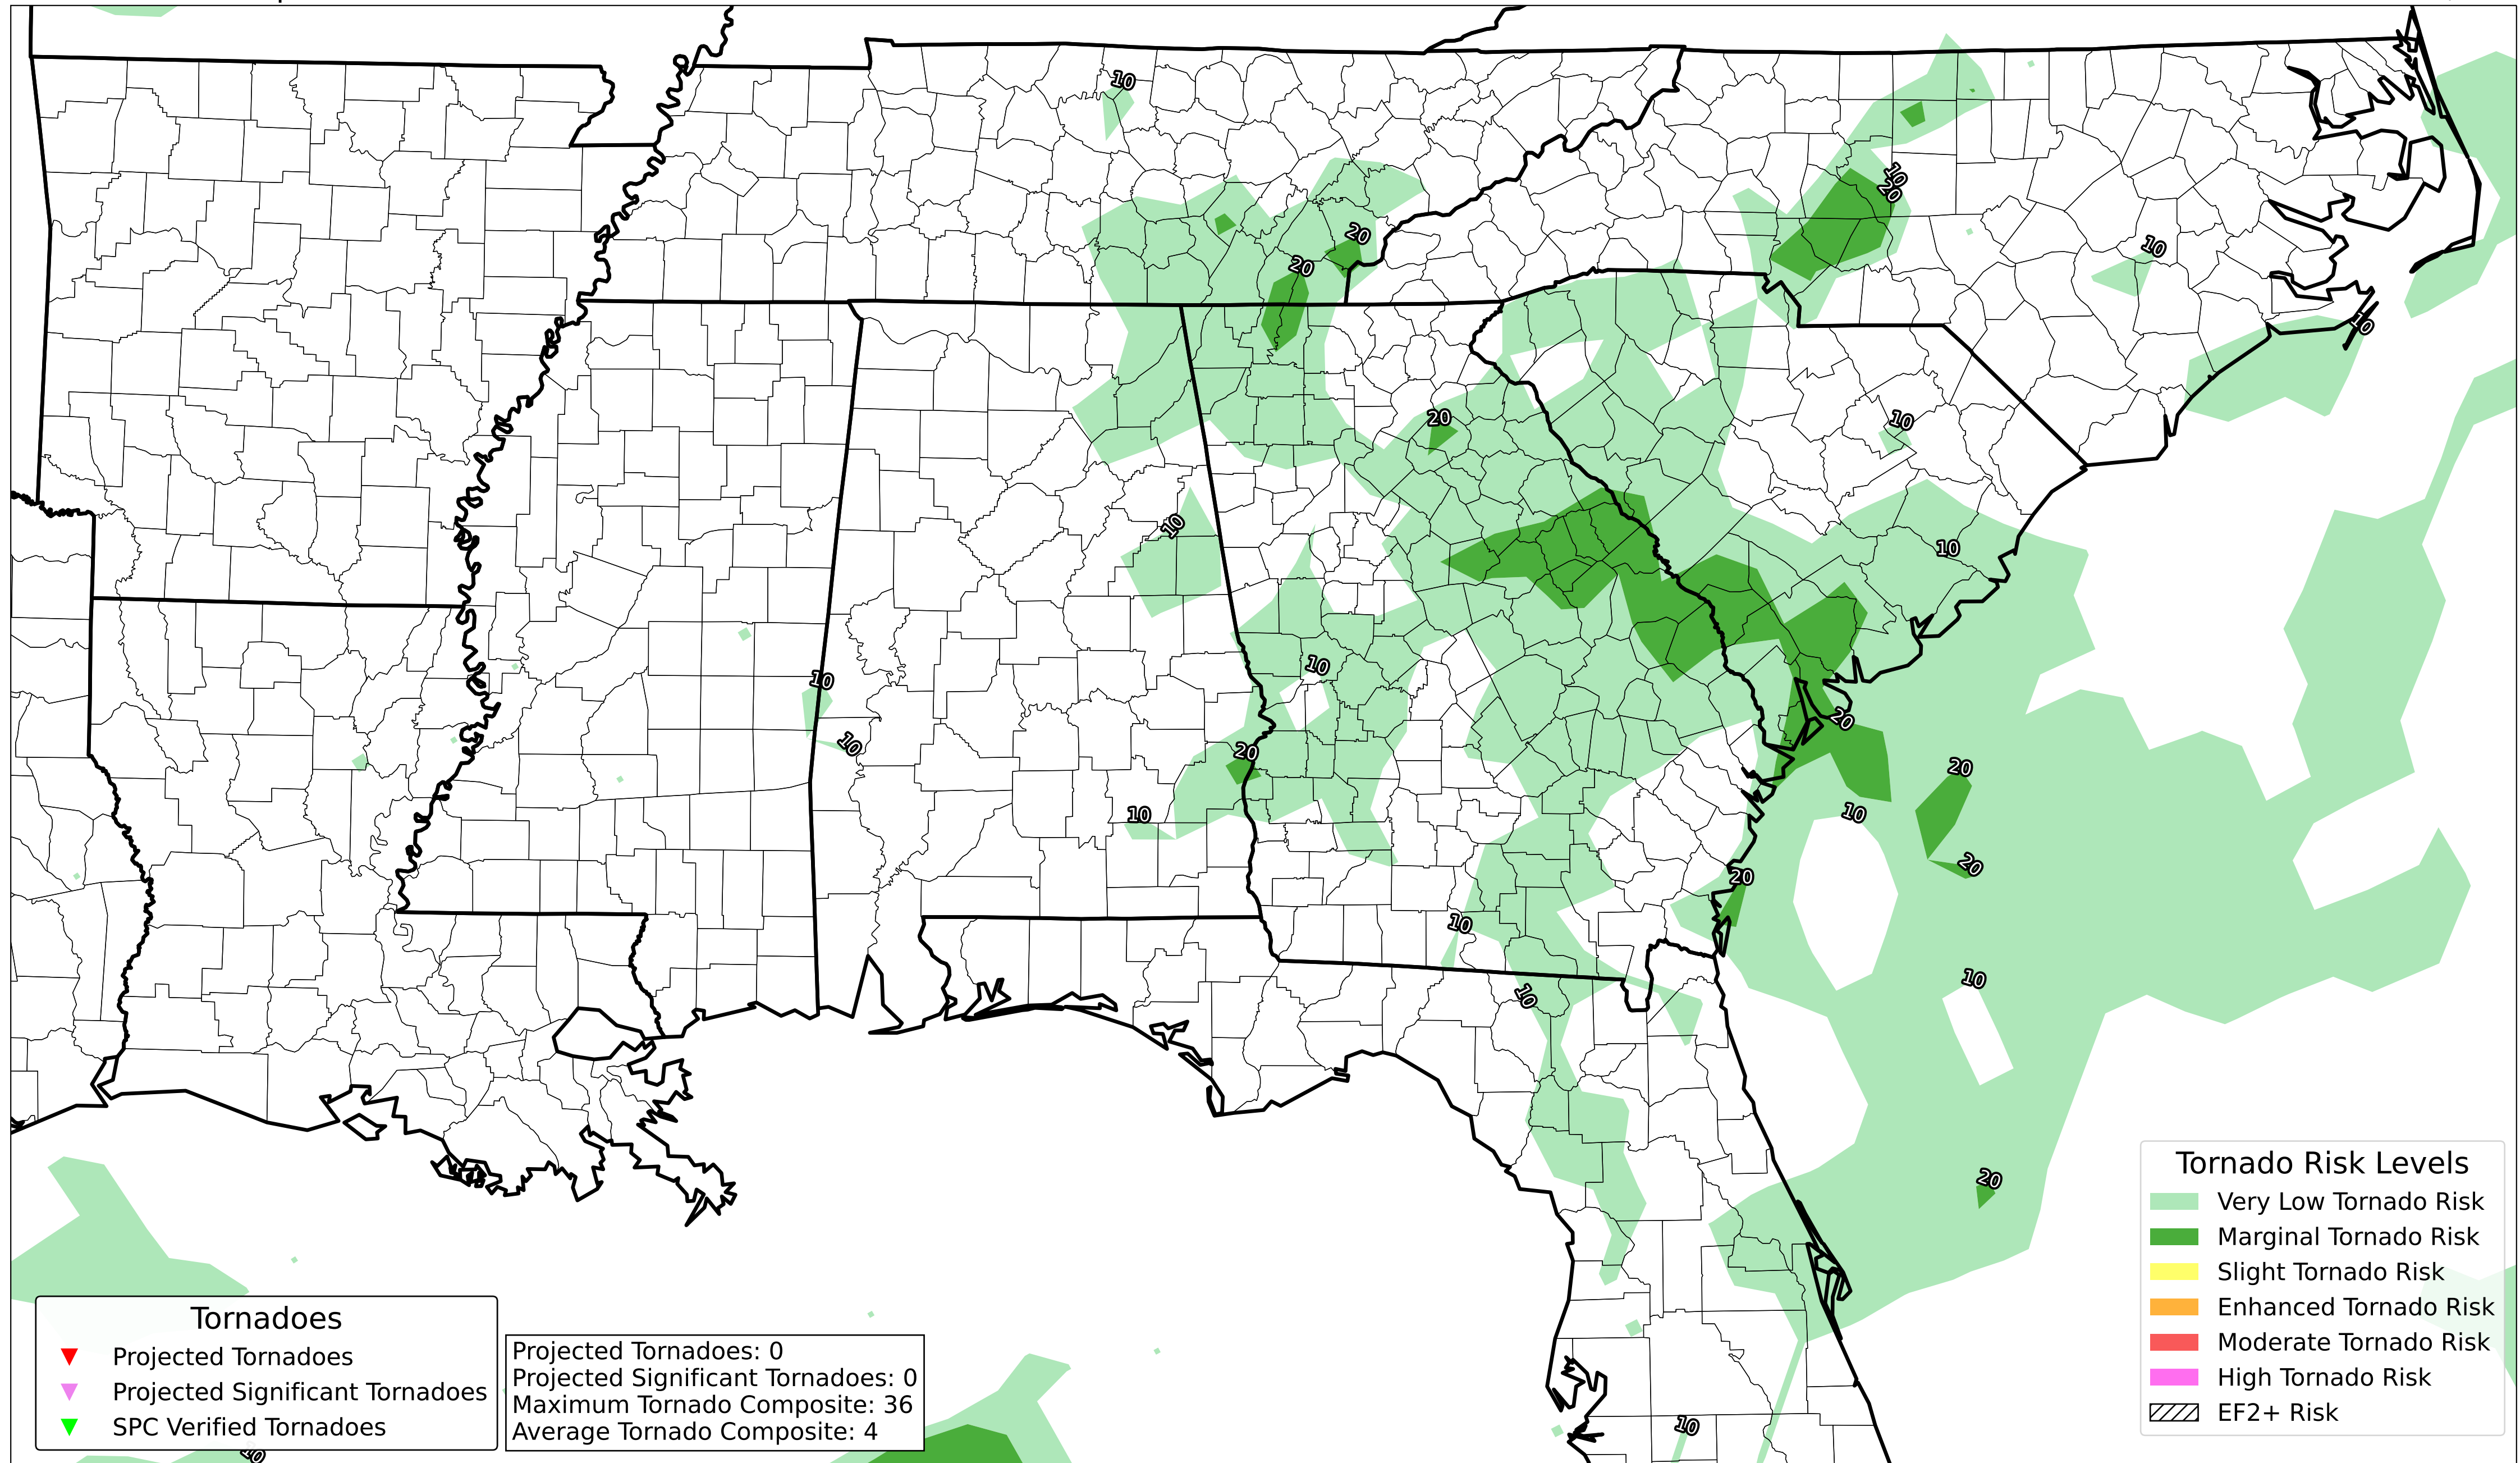 10
10
20
20
20
10
10
20
10
10
10
10
10
10
20
10
10
20
20
10
20
20
10
10
10
20
10
10
Tornadoes
Projected Tornadoes
Projected Significant Tornadoes
SPC Verified Tornadoes
Projected Tornadoes: 0
Projected Significant Tornadoes: 0
Maximum Tornado Composite: 36
Average Tornado Composite: 4
Tornado Risk Levels
Very Low Tornado Risk
Marginal Tornado Risk
Slight Tornado Risk
Enhanced Tornado Risk
Moderate Tornado Risk
High Tornado Risk
EF2+ Risk